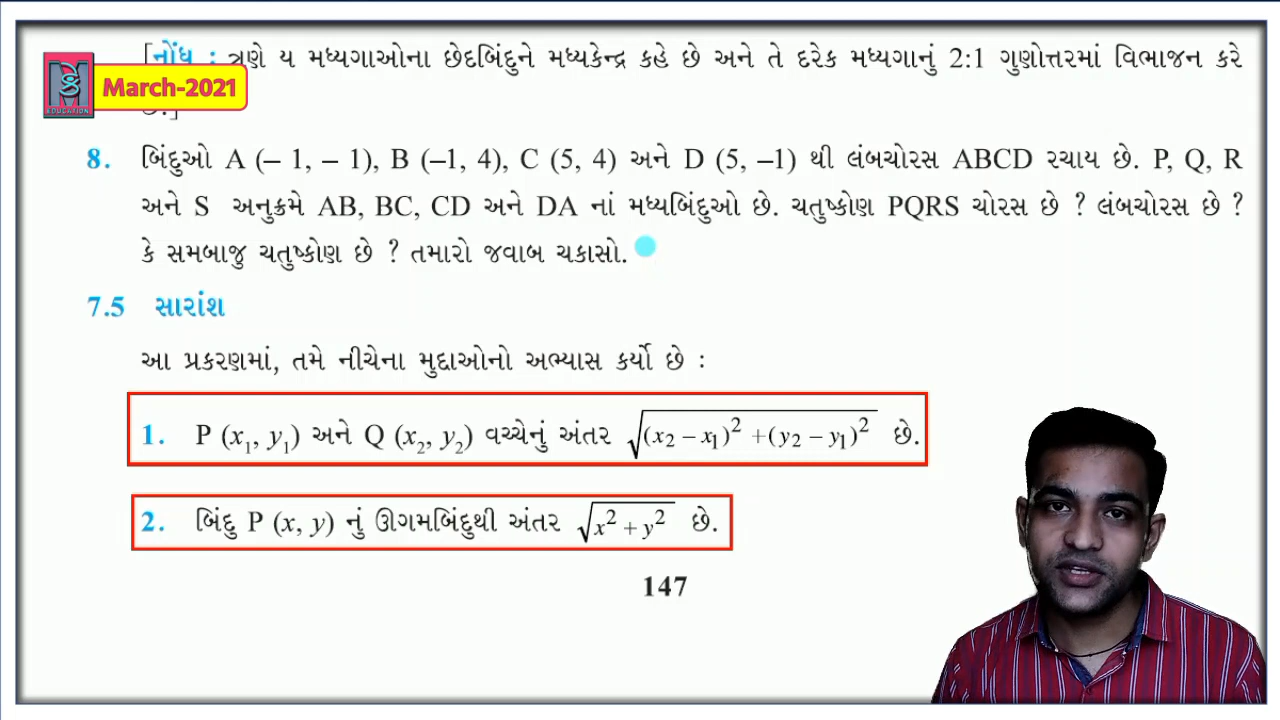 [નોંધ : ત્રણે ય મધ્યગાઓના છેદબિંદુને મધ્યકેન્દ્ર કહે છે અને તે દરેક મધ્યગાનું 2:1 ગુણોત્તરમાં વિભાજન કરે
MS EDUCATION
March-2021
8. બિંદુઓ A (– 1, – 1), B (–1, 4), C (5, 4) અને D (5, –1) થી લંબચોરસ ABCD રચાય છે. P, Q, R
અને S અનુક્રમે AB, BC, CD અને DA નાં મધ્યબિંદુઓ છે. ચતુષ્કોણ PQRS ચોરસ છે ? લંબચોરસ છે ?
કે સમબાજુ ચતુષ્કોણ છે ? તમારો જવાબ ચકાસો.
7.5 સારાંશ
આ પ્રકરણમાં, તમે નીચેના મુદ્દાઓનો અભ્યાસ કર્યો છે :
1. P (x₁, y₁) અને Q (x₂, y₂) વચ્ચેનું અંતર √((x₂ – x₁)² + (y₂ – y₁)²) છે.
2. બિંદુ P (x, y) નું ઊગમબિંદુથી અંતર √(x² + y²) છે.
147